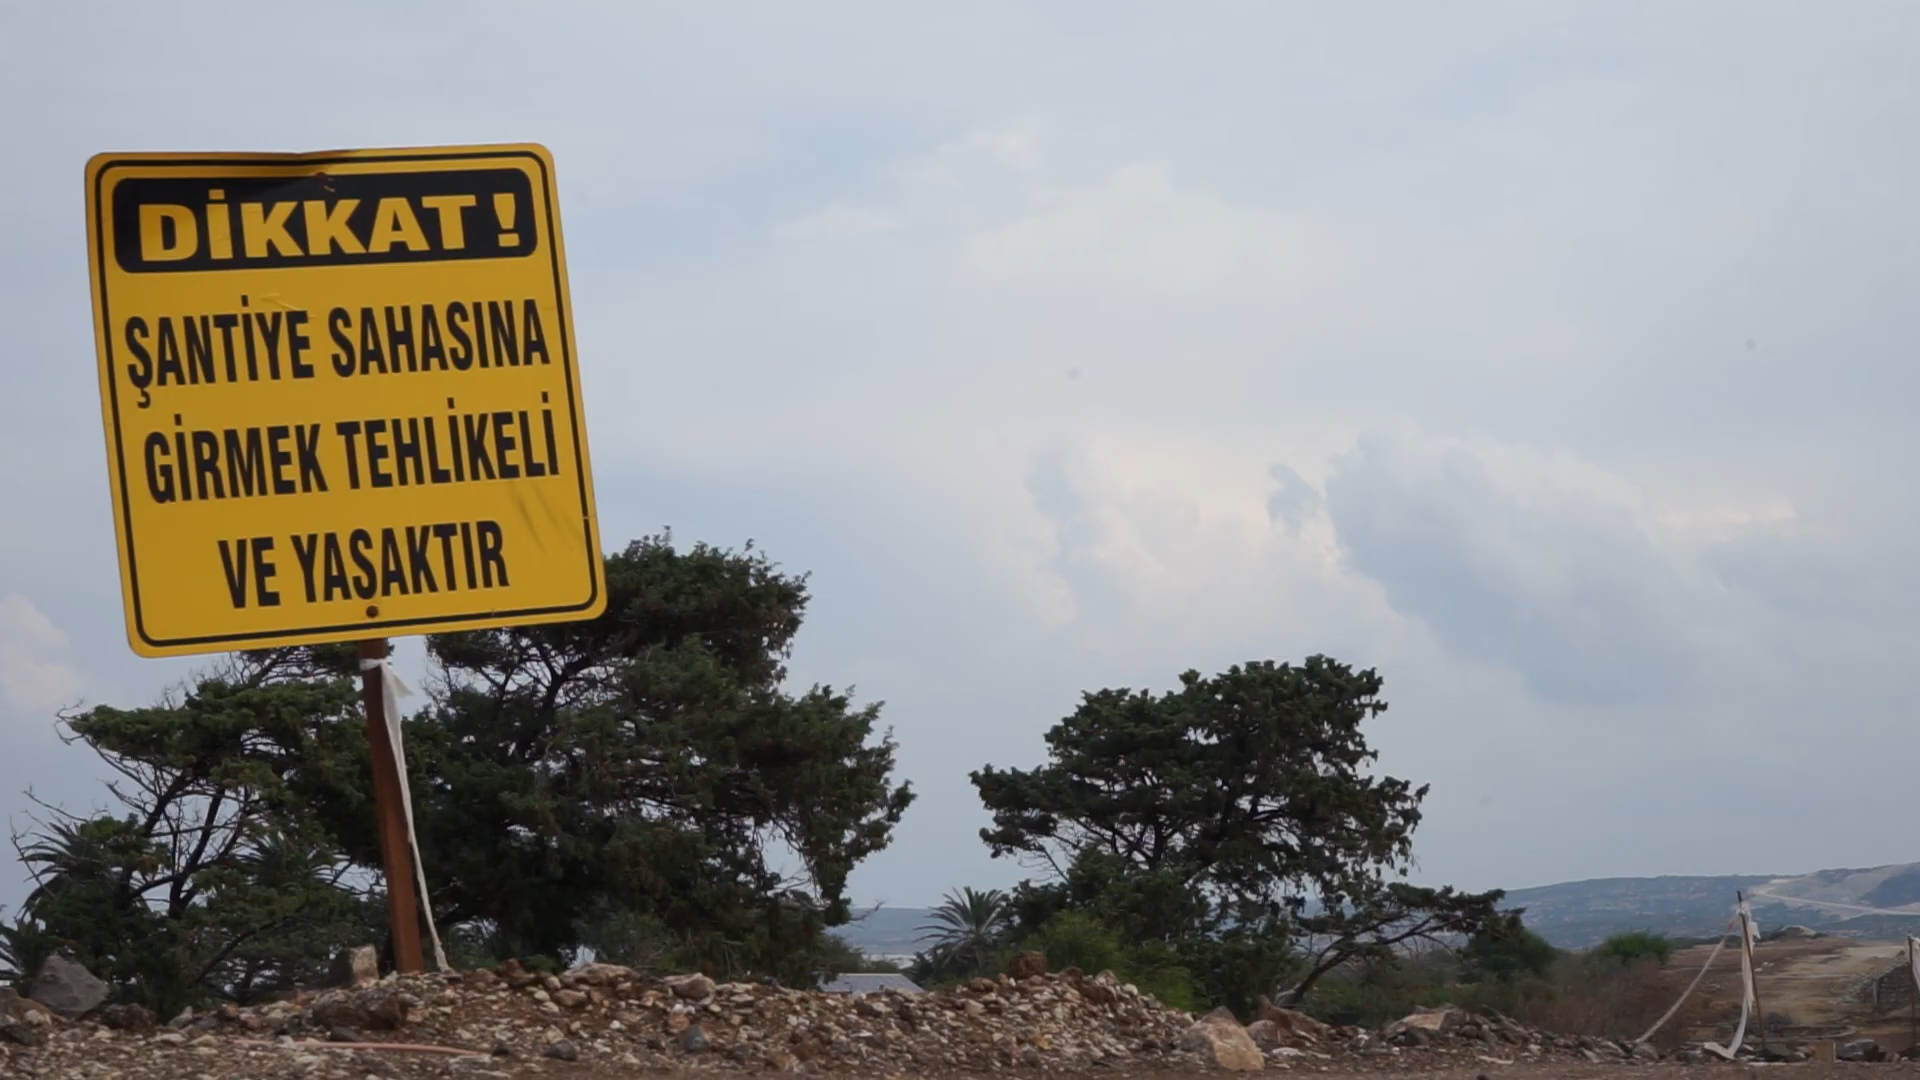 DİKKAT !
ŞANTİYE SAHASINA
GİRMEK TEHLİKELİ
VE YASAKTIR